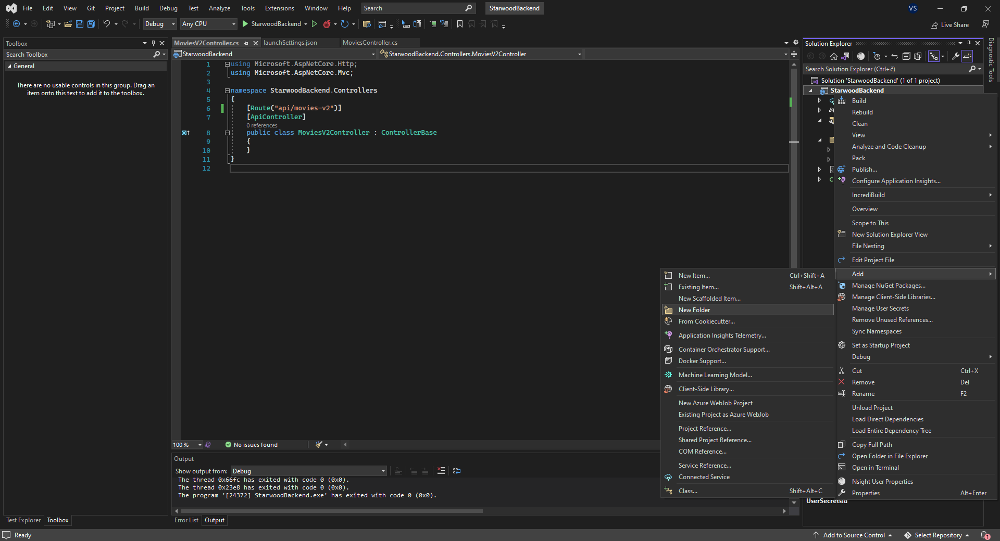 File Edit View Git Project Build Debug Test Analyze Tools Extensions Window Help Search StarwoodBackend VS
Debug Any CPU StarwoodBackend Live Share
Toolbox
Search Toolbox
General
There are no usable controls in this group. Drag an
item onto this text to add it to the toolbox.
MoviesV2Controller.cs launchSettings.json MoviesController.cs
StarwoodBackend StarwoodBackend.Controllers.MoviesV2Controller
1 using Microsoft.AspNetCore.Http;
2 using Microsoft.AspNetCore.Mvc;
3
4 namespace StarwoodBackend.Controllers
5 {
6 [Route("api/movies-v2")]
7 [ApiController]
0 references
8 public class MoviesV2Controller : ControllerBase
9 {
10 }
11 }
12
100 % No issues found
Output
Show output from: Debug
The thread 0x66fc has exited with code 0 (0x0).
The thread 0x23e8 has exited with code 0 (0x0).
The program '[24372] StarwoodBackend.exe' has exited with code 0 (0x0).
Test Explorer Toolbox
Error List Output
Solution Explorer
Search Solution Explorer (Ctrl+č)
Solution 'StarwoodBackend' (1 of 1 project)
StarwoodBackend
Diagnostic Tools
Build
Rebuild
Clean
View
Analyze and Code Cleanup
Pack
Publish...
Configure Application Insights...
IncrediBuild
Overview
Scope to This
New Solution Explorer View
File Nesting
Edit Project File
Add
Manage NuGet Packages...
Manage Client-Side Libraries...
Manage User Secrets
Remove Unused References...
Sync Namespaces
Set as Startup Project
Debug
Cut Ctrl+X
Remove Del
Rename F2
Unload Project
Load Direct Dependencies
Load Entire Dependency Tree
Copy Full Path
Open Folder in File Explorer
Open in Terminal
Nsight User Properties
Properties Alt+Enter
New Item... Ctrl+Shift+A
Existing Item... Shift+Alt+A
New Scaffolded Item...
New Folder
From Cookiecutter...
Application Insights Telemetry...
Container Orchestrator Support...
Docker Support...
Machine Learning Model...
Client-Side Library...
New Azure WebJob Project
Existing Project as Azure WebJob
Project Reference...
Shared Project Reference...
COM Reference...
Service Reference...
Connected Service
Class... Shift+Alt+C
UserSecretsId
Ready Add to Source Control Select Repository 1